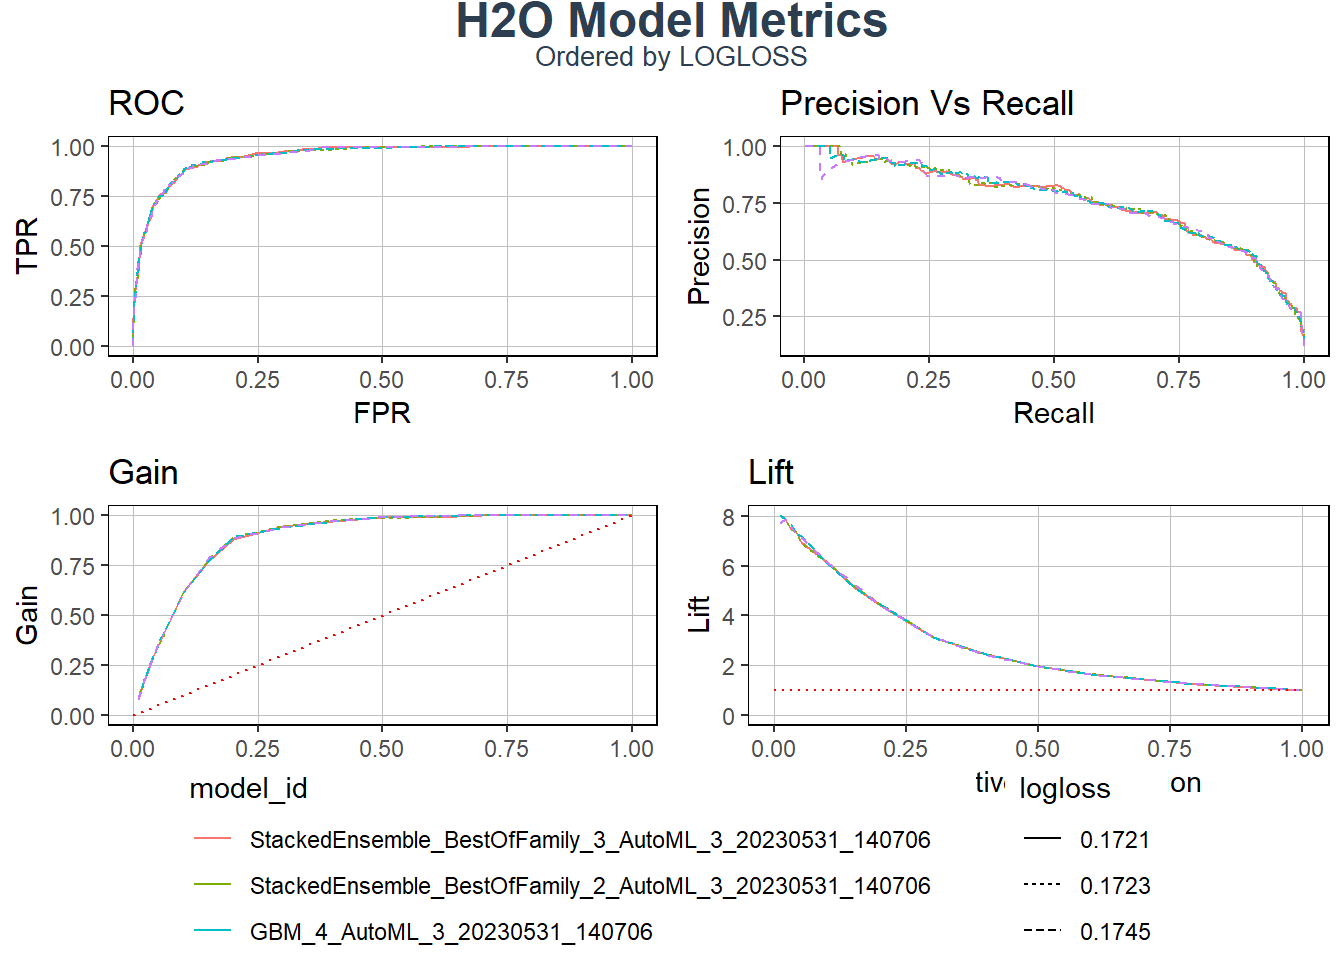 H2O Model Metrics
Ordered by LOGLOSS
ROC
1.00
0.75
0.50
0.25
0.00
TPR
0.00 0.25 0.50 0.75 1.00
FPR
Precision Vs Recall
1.00
0.75
0.50
0.25
Precision
0.00 0.25 0.50 0.75 1.00
Recall
Gain
1.00
0.75
0.50
0.25
0.00
Gain
0.00 0.25 0.50 0.75 1.00
Lift
8
6
4
2
0
Lift
0.00 0.25 0.50 0.75 1.00
on
model_id
StackedEnsemble_BestOfFamily_3_AutoML_3_20230531_140706
StackedEnsemble_BestOfFamily_2_AutoML_3_20230531_140706
GBM_4_AutoML_3_20230531_140706
logloss
0.1721
0.1723
0.1745